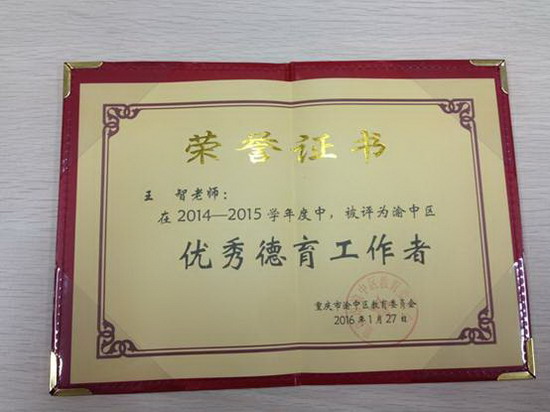 荣誉证书
王 智老师：
在2014—2015学年度中，被评为渝中区
优秀德育工作者
重庆市渝中区教育委员会
2016年1月27日